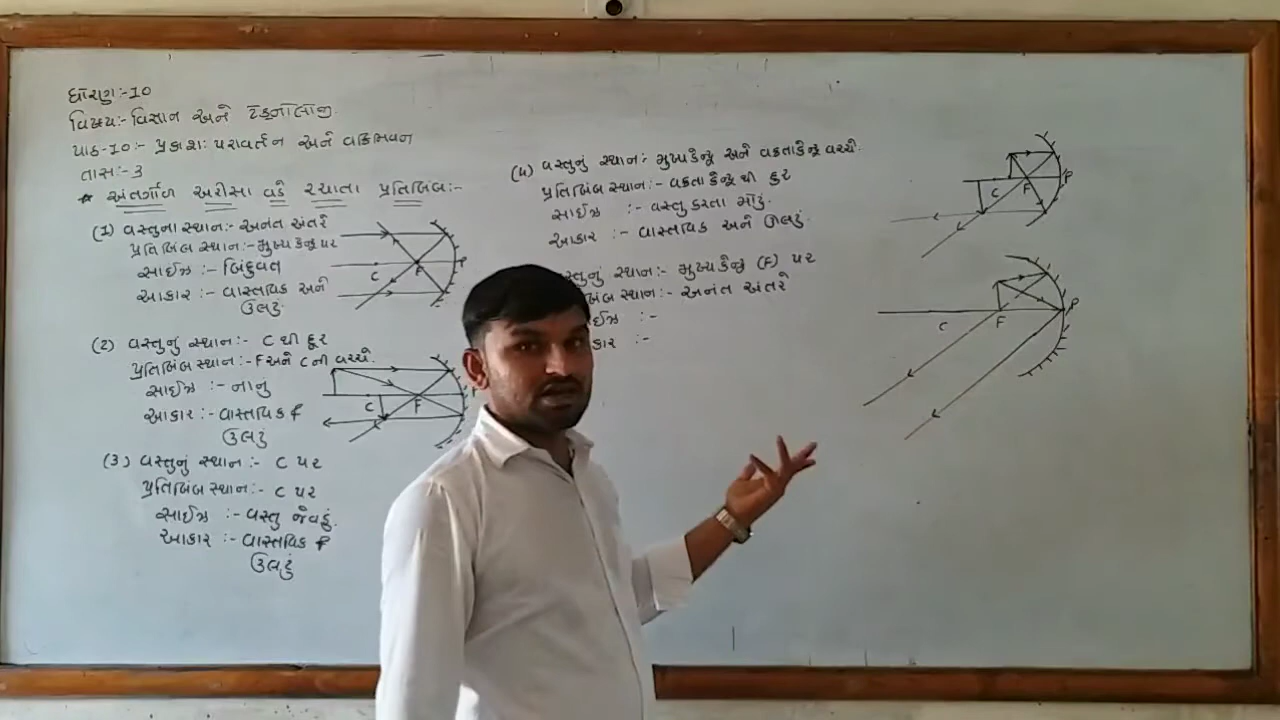 ધોરણ:-10
વિષય:- વિજ્ઞાન અને ટેકનોલોજી.
પાઠ-10:- પ્રકાશ: પરાવર્તન અને વક્રિભવન
તાસ:-3
* અંતર્ગોળ અરીસા વડે રચાતા પ્રતિબિંબ:-
(1) વસ્તુના સ્થાન:- અનંત અંતરે
પ્રતિબિંબ સ્થાન:- મુખ્ય કેન્દ્ર પર
સાઈઝ :- બિંદુવત
આકાર :- વાસ્તવિક અને
ઉલટું.
C F P
(2) વસ્તુનું સ્થાન:- C થી દૂર
પ્રતિબિંબ સ્થાન:- F અને C ની વચ્ચે.
સાઈઝ :- નાનુ
આકાર :- વાસ્તવિક f
ઉલટું
C F
(3) વસ્તુનું સ્થાન :- C પર
પ્રતિબિંબ સ્થાન:- C પર
સાઈઝ :- વસ્તુ જેવડું.
આકાર :- વાસ્તવિક f
ઉલટું
(4) વસ્તુનું સ્થાન:- મુખ્યકેન્દ્ર અને વક્રતાકેન્દ્ર વચ્ચે.
પ્રતિબિંબ સ્થાન:- વક્રતા કેન્દ્ર થી દુર
સાઈઝ :- વસ્તુ કરતા મોટું.
આકાર :- વાસ્તવિક અને ઉલટું.
C F P
સ્તુનું સ્થાન:- મુખ્યકેન્દ્ર (F) પર
બિંબ સ્થાન:- અનંત અંતરે
ઈઝ :-
કાર :-
C F P